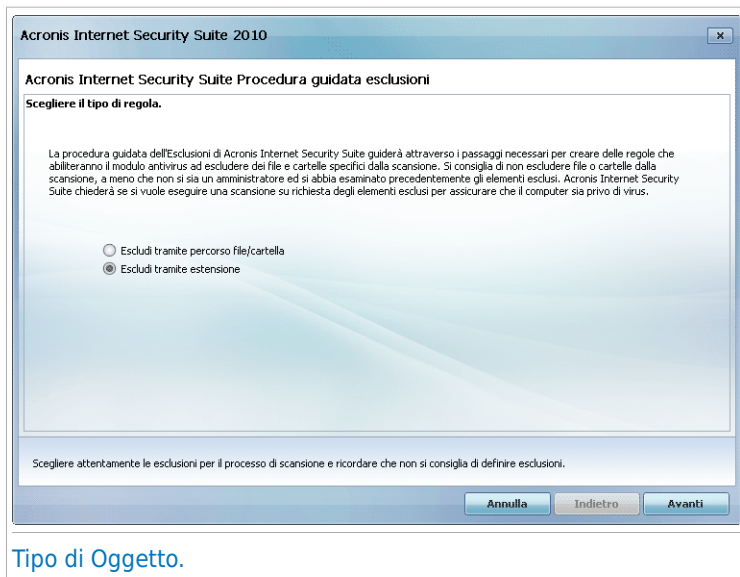 Acronis Internet Security Suite 2010
Acronis Internet Security Suite Procedura guidata esclusioni
Scegliere il tipo di regola.
La procedura guidata dell'Esclusioni di Acronis Internet Security Suite guiderà attraverso i passaggi necessari per creare delle regole che
abiliteranno il modulo antivirus ad escludere dei file e cartelle specifici dalla scansione. Si consiglia di non escludere file o cartelle dalla
scansione, a meno che non si sia un amministratore ed si abbia esaminato precedentemente gli elementi esclusi. Acronis Internet Security
Suite chiederà se si vuole eseguire una scansione su richiesta degli elementi esclusi per assicurare che il computer sia privo di virus.
Escludi tramite percorso file/cartella
Escludi tramite estensione
Scegliere attentamente le esclusioni per il processo di scansione e ricordare che non si consiglia di definire esclusioni.
Annulla Indietro Avanti
Tipo di Oggetto.